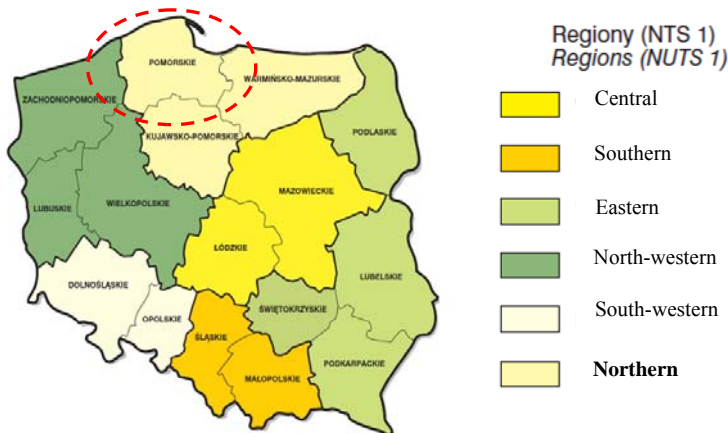 Regiony (NTS 1)
Regions (NUTS 1)
POMORSKIE
WARMIŃSKO-MAZURSKIE
ZACHODNIOPOMORSKIE
KUJAWSKO-POMORSKIE
PODLASKIE
LUBUSKIE
WIELKOPOLSKIE
MAZOWIECKIE
ŁÓDZKIE
LUBELSKIE
DOLNOŚLĄSKIE
OPOLSKIE
ŚWIĘTOKRZYSKIE
ŚLĄSKIE
MAŁOPOLSKIE
PODKARPACKIE
Central
Southern
Eastern
North-western
South-western
Northern